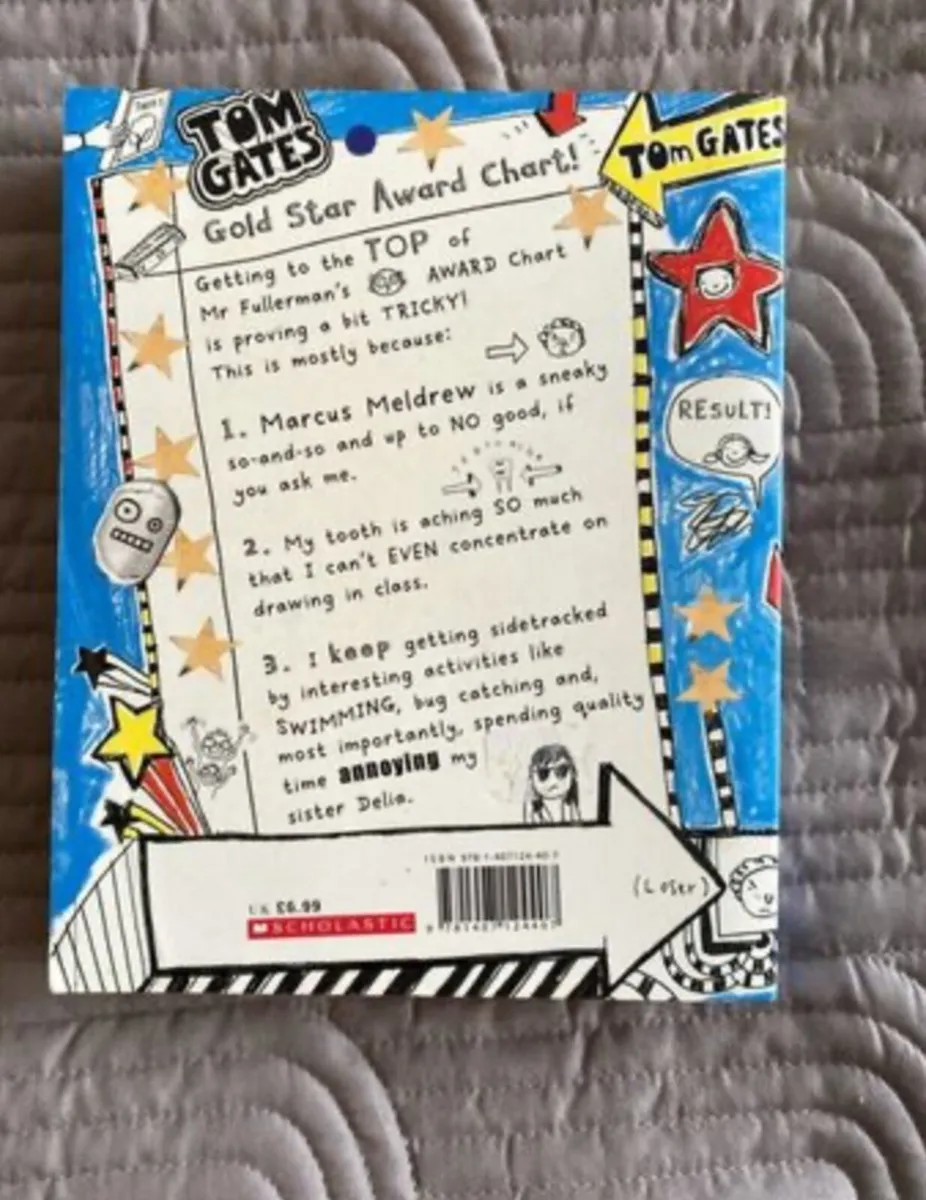 TOM
GATES
TOM GATES
Gold Star Award Chart!
Getting to the TOP of
Mr Fullerman's AWARD Chart
is proving a bit TRICKY!
This is mostly because:
1. Marcus Meldrew is a sneaky
so-and-so and up to NO good, if
you ask me.
2. My tooth is aching SO much
that I can't EVEN concentrate on
drawing in class.
3. I keep getting sidetracked
by interesting activities like
SWIMMING, bug catching and,
most importantly, spending quality
time annoying my
sister Delia.
RESULT!
(Loser)
UK £6.99
SCHOLASTIC
ISBN